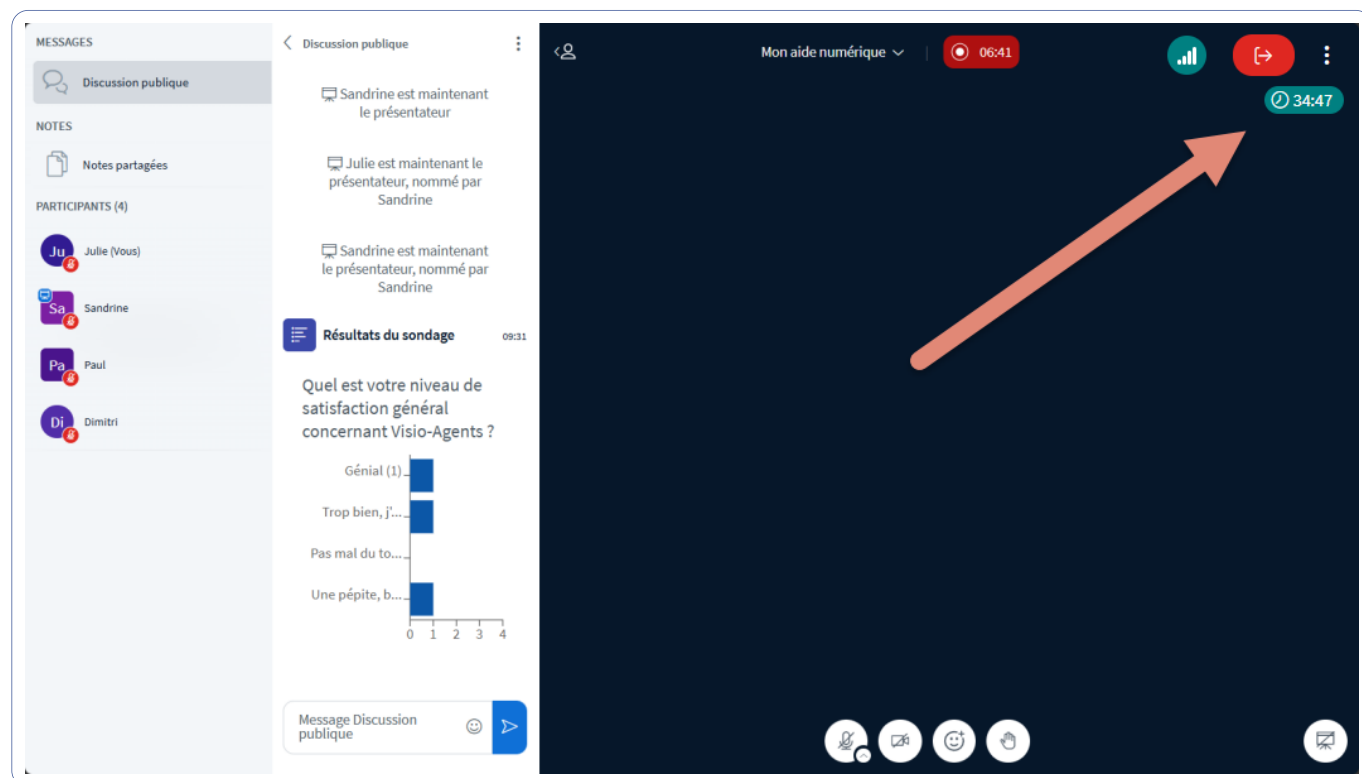 MESSAGES
Discussion publique
NOTES
Notes partagées
PARTICIPANTS (4)
Ju
Julie (Vous)
Sa
Sandrine
Pa
Paul
Di
Dimitri
Discussion publique
Sandrine est maintenant
le présentateur
Julie est maintenant le
présentateur, nommé par
Sandrine
Sandrine est maintenant
le présentateur, nommé par
Sandrine
Résultats du sondage
09:31
Quel est votre niveau de
satisfaction général
concernant Visio-Agents ?
Génial (1)
Trop bien, j'...
Pas mal du to...
Une pépite, b...
0 1 2 3 4
Message Discussion
publique
Mon aide numérique
06:41
34:47